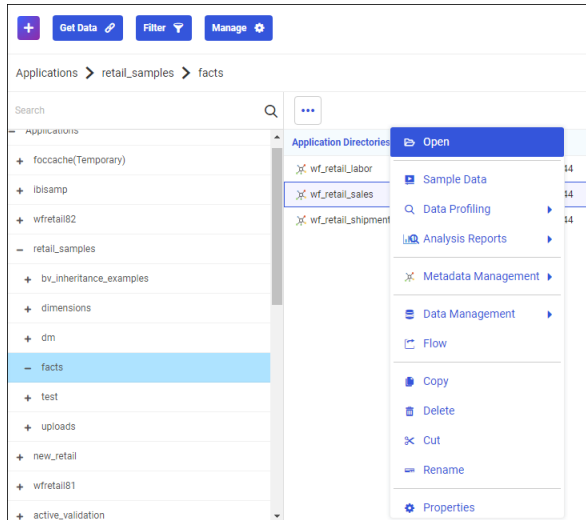 Get Data
Filter
Manage
Applications > retail_samples > facts
Search
Applications
foccache(Temporary)
ibisamp
wfretail82
retail_samples
bv_inheritance_examples
dimensions
dm
facts
test
uploads
new_retail
wfretail81
active_validation
Application Directories
wf_retail_labor 44
wf_retail_sales 44
wf_retail_shipment 44
Open
Sample Data
Data Profiling
Analysis Reports
Metadata Management
Data Management
Flow
Copy
Delete
Cut
Rename
Properties